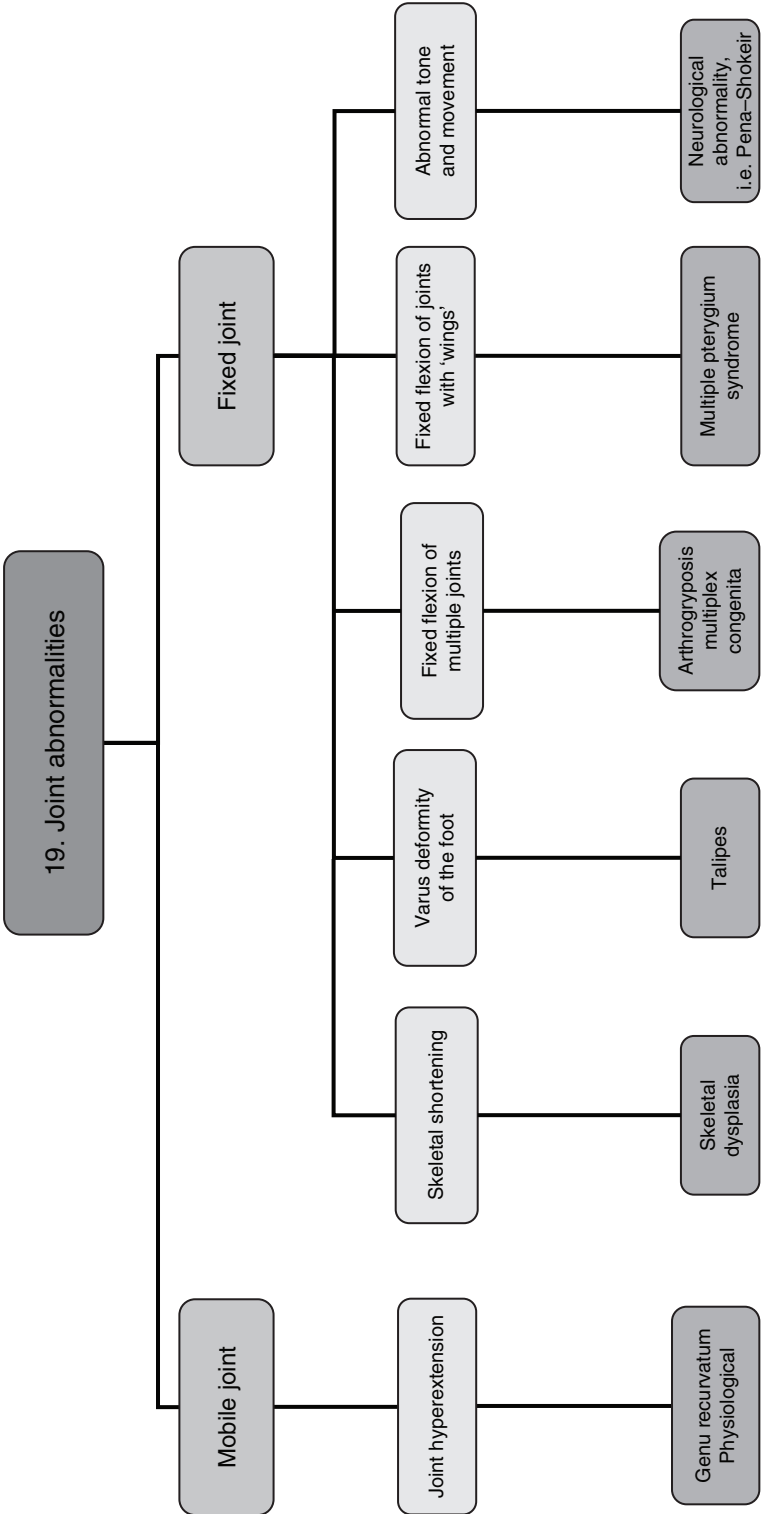 19. Joint abnormalities
Mobile joint
Fixed joint
Joint hyperextension
Skeletal shortening
Varus deformity
of the foot
Fixed flexion of
multiple joints
Fixed flexion of joints
with ‘wings’
Abnormal tone
and movement
Genu recurvatum
Physiological
Skeletal
dysplasia
Talipes
Arthrogryposis
multiplex
congenita
Multiple pterygium
syndrome
Neurological
abnormality,
i.e. Pena–Shokeir